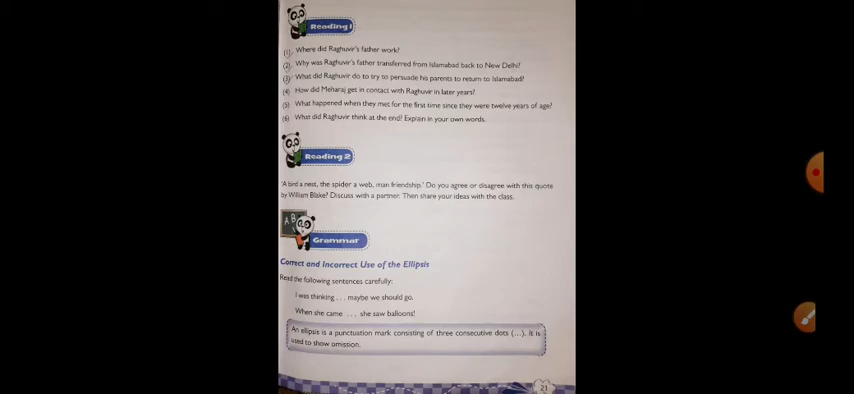 Reading 1
(1) Where did Raghuvir's father work?
(2) Why was Raghuvir's father transferred from Islamabad back to New Delhi?
(3) What did Raghuvir do to try to persuade his parents to return to Islamabad?
(4) How did Meharaj get in contact with Raghuvir in later years?
(5) What happened when they met for the first time since they were twelve years of age?
(6) What did Raghuvir think at the end? Explain in your own words.
Reading 2
'A bird a nest, the spider a web, man friendship.' Do you agree or disagree with this quote
by William Blake? Discuss with a partner. Then share your ideas with the class.
A B
Grammar
Correct and Incorrect Use of the Ellipsis
Read the following sentences carefully:
I was thinking . . . maybe we should go.
When she came . . . she saw balloons!
An ellipsis is a punctuation mark consisting of three consecutive dots (...). It is
used to show omission.
21